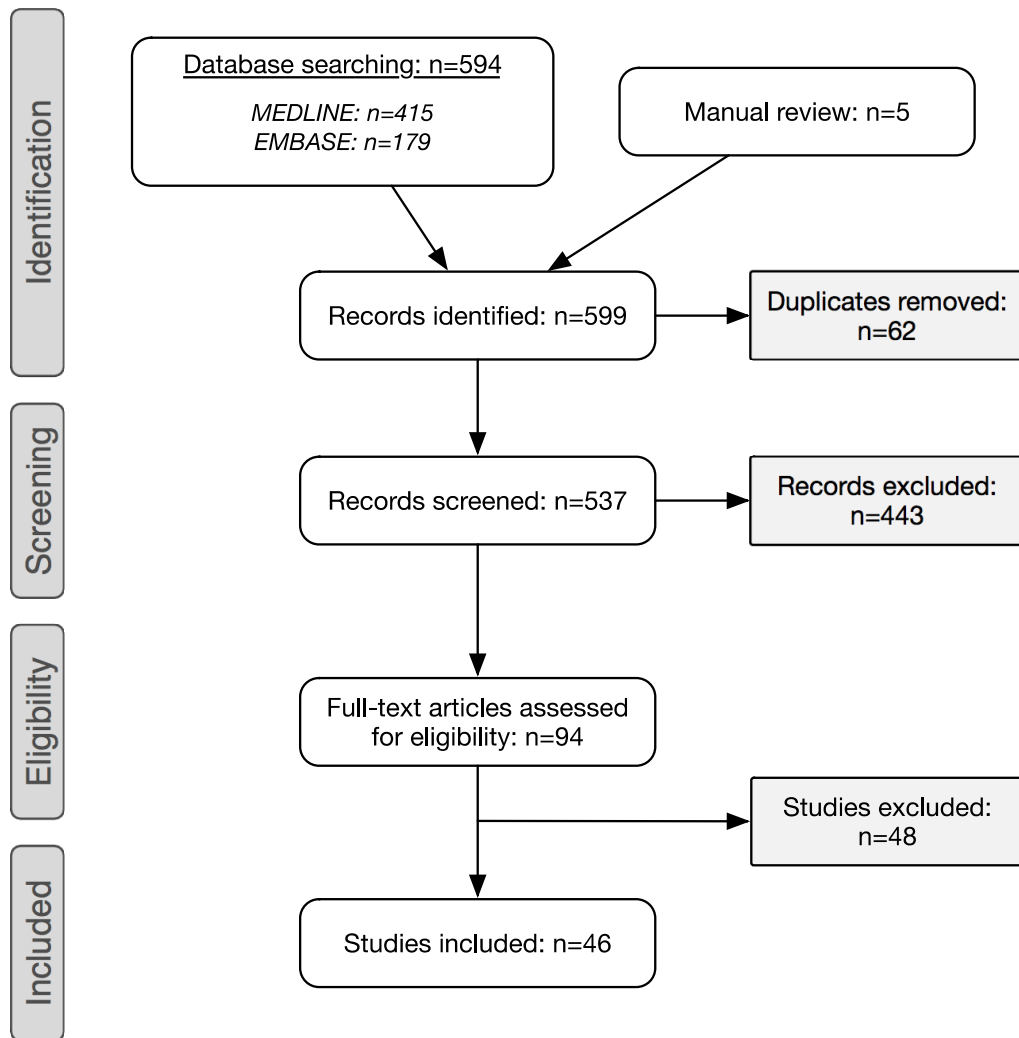 Identification
Database searching: n=594
MEDLINE: n=415
EMBASE: n=179
Manual review: n=5
Records identified: n=599
Duplicates removed:
n=62
Screening
Records screened: n=537
Records excluded:
n=443
Eligibility
Full-text articles assessed
for eligibility: n=94
Studies excluded:
n=48
Included
Studies included: n=46